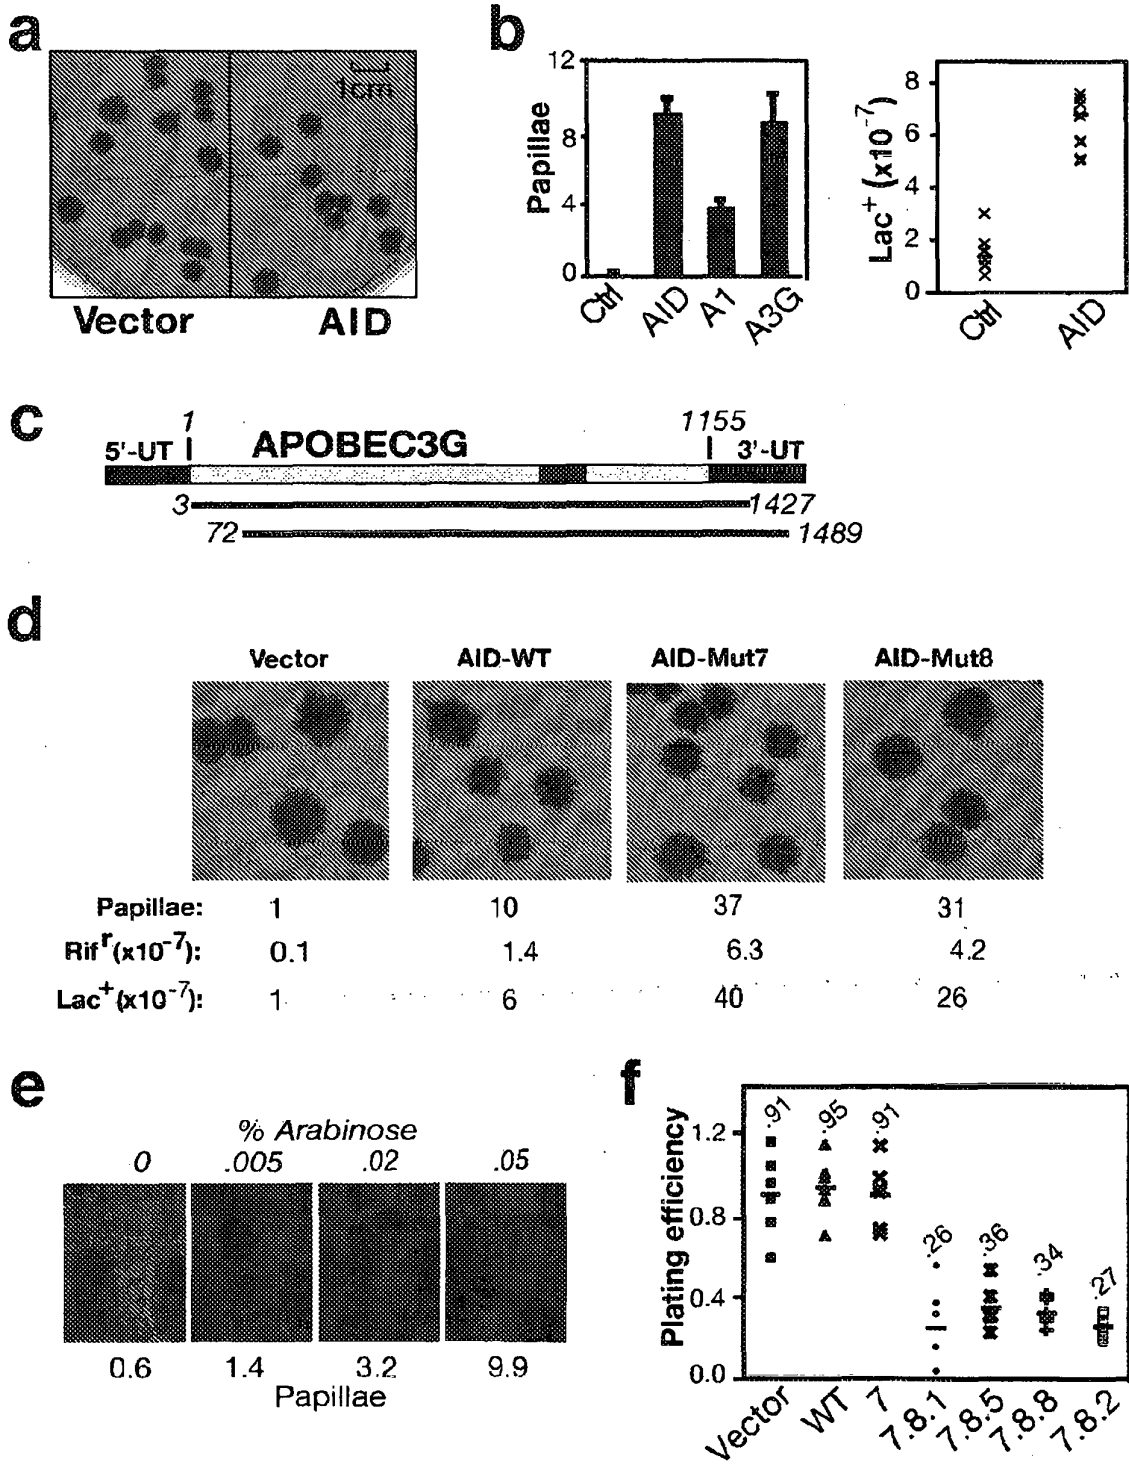 a
1cm
Vector AID
b
12
8
4
0
Papillae
Ctrl AID A1 A3G
8
6
4
2
0
Lac+ (x10-7)
Ctrl AID
c
1 1155
5'-UT APOBEC3G 3'-UT
3 1427
72 1489
d
Vector AID-WT AID-Mut7 AID-Mut8
Papillae: 1 10 37 31
Rifr(x10-7): 0.1 1.4 6.3 4.2
Lac+(x10-7): 1 6 40 26
e
% Arabinose
0 .005 .02 .05
0.6 1.4 3.2 9.9
Papillae
f
Plating efficiency
1.2
0.8
0.4
0.0
.91 .95 .91 .26 .36 .34 .27
Vector WT 7 7.8.1 7.8.5 7.8.8 7.8.2